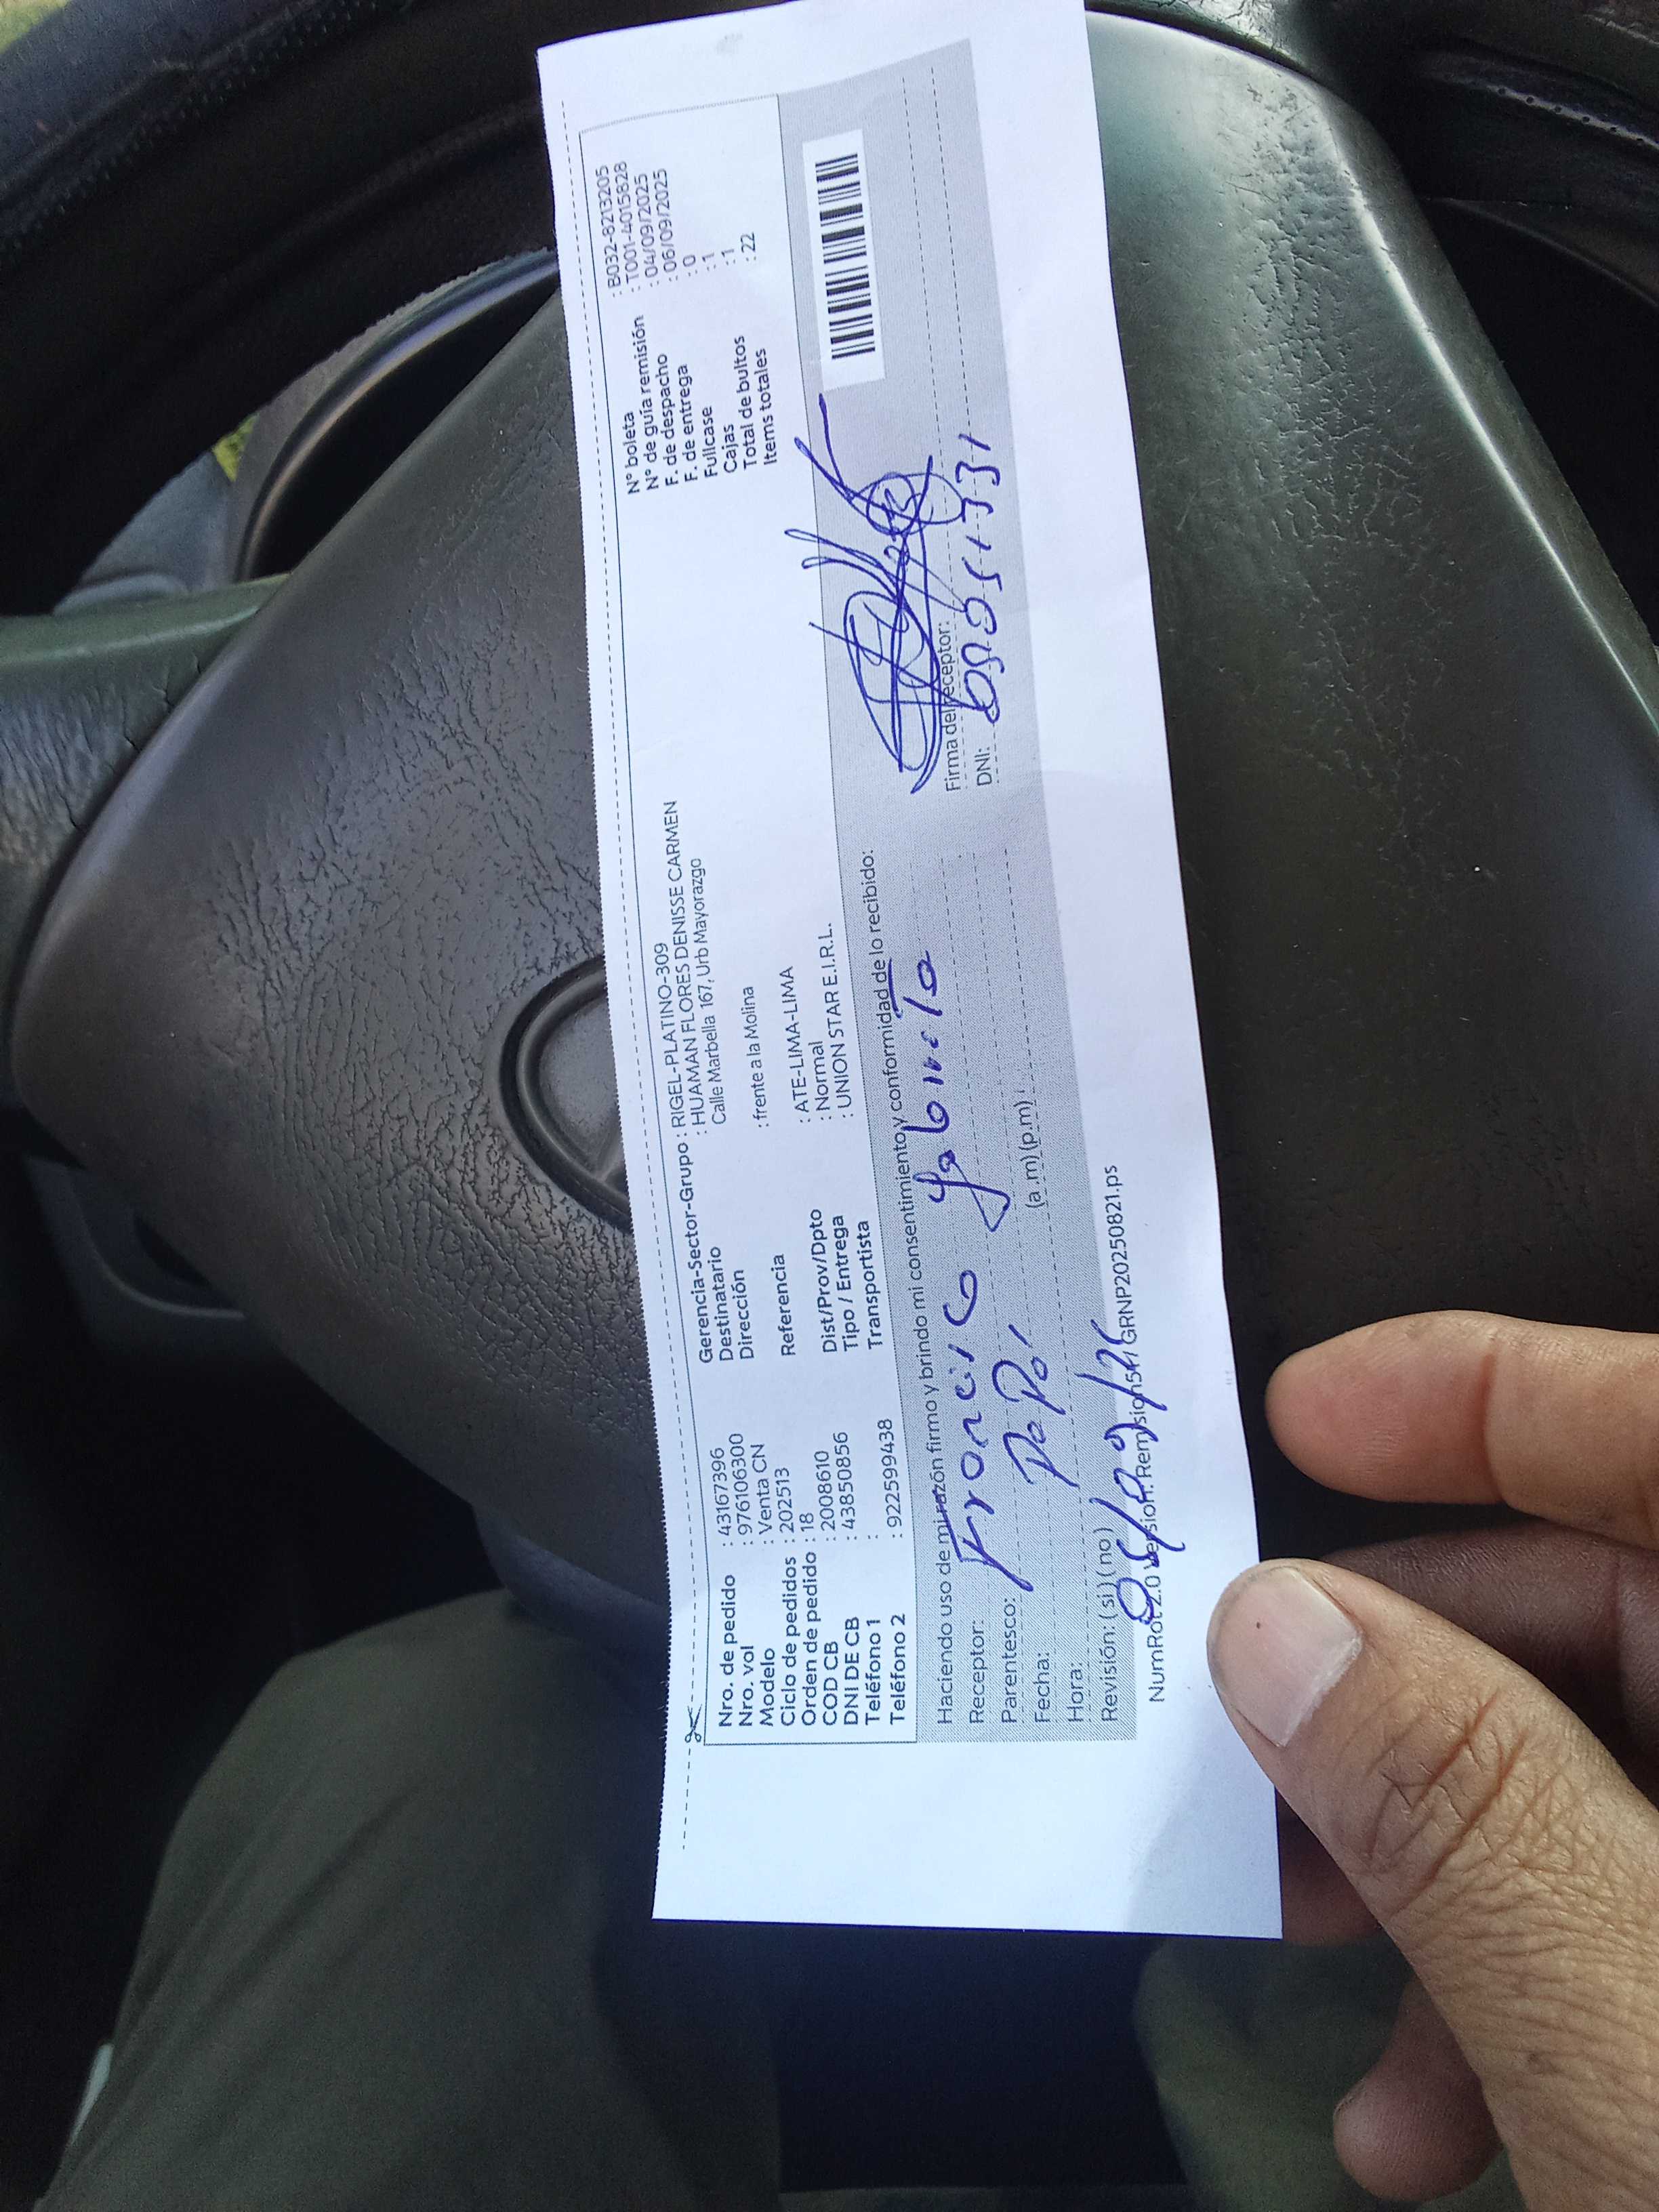 Nro. de pedido : 43167396
Nro. vol : 976106300
Modelo : Venta CN
Ciclo de pedidos : 202513
Orden de pedido : 18
COD CB : 2008610
DNI DE CB : 43850856
Teléfono 1 :
Teléfono 2 : 922599438
Gerencia-Sector-Grupo : RIGEL-PLATINO-309
Destinatario : HUAMAN FLORES DENISSE CARMEN
Dirección Calle Marbella 167, Urb Mayorazgo
Referencia : frente a la Molina
Dist/Prov/Dpto : ATE-LIMA-LIMA
Tipo / Entrega : Normal
Transportista : UNION STAR E.I.R.L.
N° boleta : B032-8213205
N° de guía remisión : T001-4015828
F. de despacho : 04/09/2025
F. de entrega : 06/09/2025
Fullcase : 0
Cajas : 1
Total de bultos : 1
Items totales : 22
Haciendo uso de mi razón firmo y brindo mi consentimiento y conformidad de lo recibido:
Receptor: Francisco
Parentesco: PaPá
Fecha:
Hora: (a.m) (p.m)
Revisión: (si) (no)
Firma del receptor:
DNI:
NumRot2.0 Version: Remision5411GRNP20250821.ps